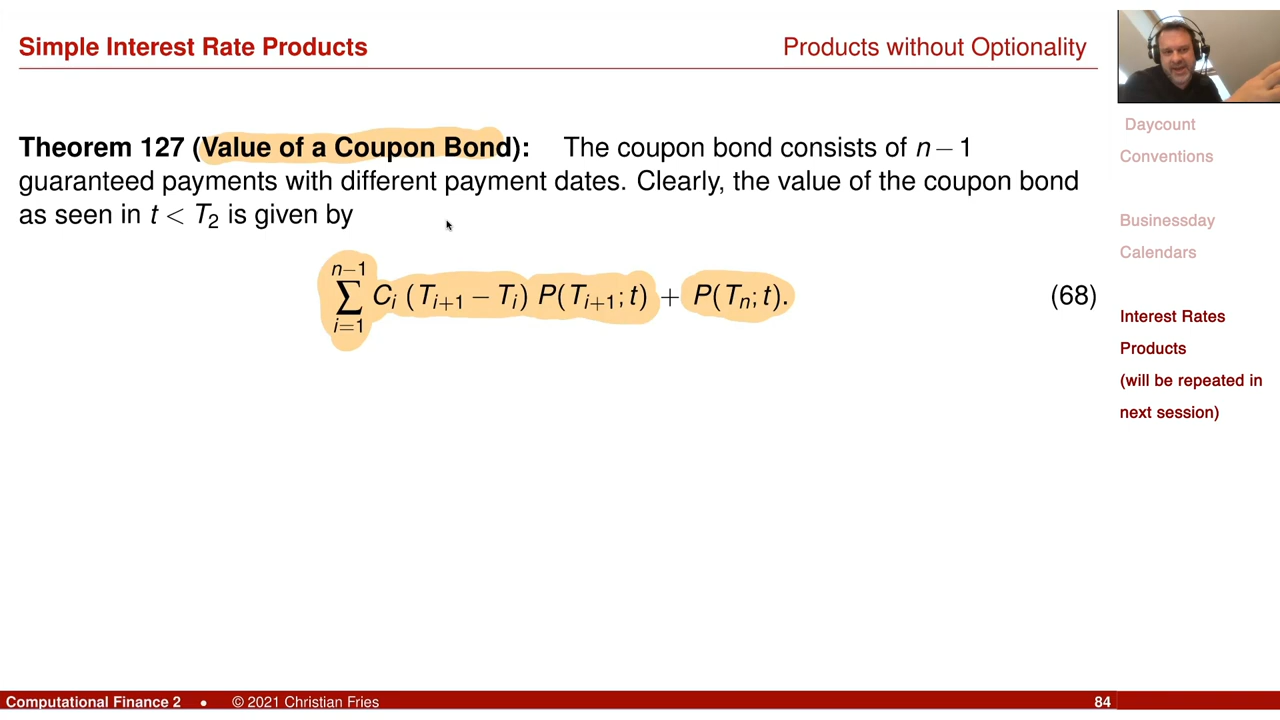 Simple Interest Rate Products
Products without Optionality
Theorem 127 (Value of a Coupon Bond): The coupon bond consists of n − 1
guaranteed payments with different payment dates. Clearly, the value of the coupon bond
as seen in t < T₂ is given by
n−1
∑ Cᵢ (Tᵢ₊₁ − Tᵢ) P(Tᵢ₊₁; t) + P(Tₙ; t). (68)
i=1
Daycount
Conventions
Businessday
Calendars
Interest Rates
Products
(will be repeated in
next session)
Computational Finance 2 • © 2021 Christian Fries 84